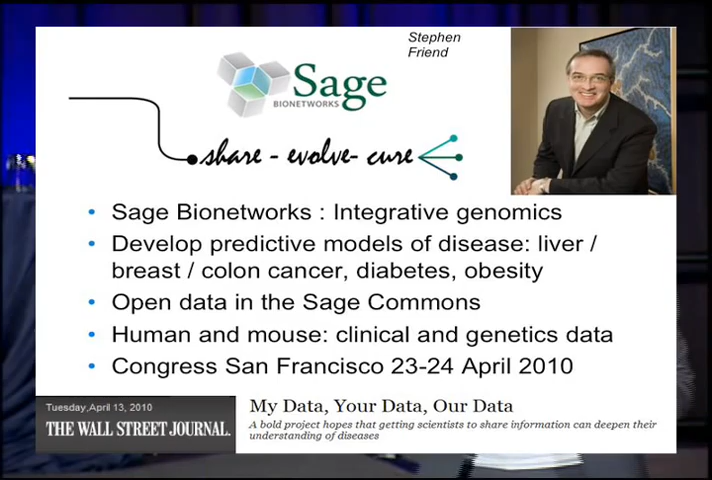 Stephen
Friend
Sage
BIONETWORKS
share - evolve - cure
• Sage Bionetworks : Integrative genomics
• Develop predictive models of disease: liver /
breast / colon cancer, diabetes, obesity
• Open data in the Sage Commons
• Human and mouse: clinical and genetics data
• Congress San Francisco 23-24 April 2010
Tuesday,April 13, 2010
THE WALL STREET JOURNAL.
My Data, Your Data, Our Data
A bold project hopes that getting scientists to share information can deepen their
understanding of diseases